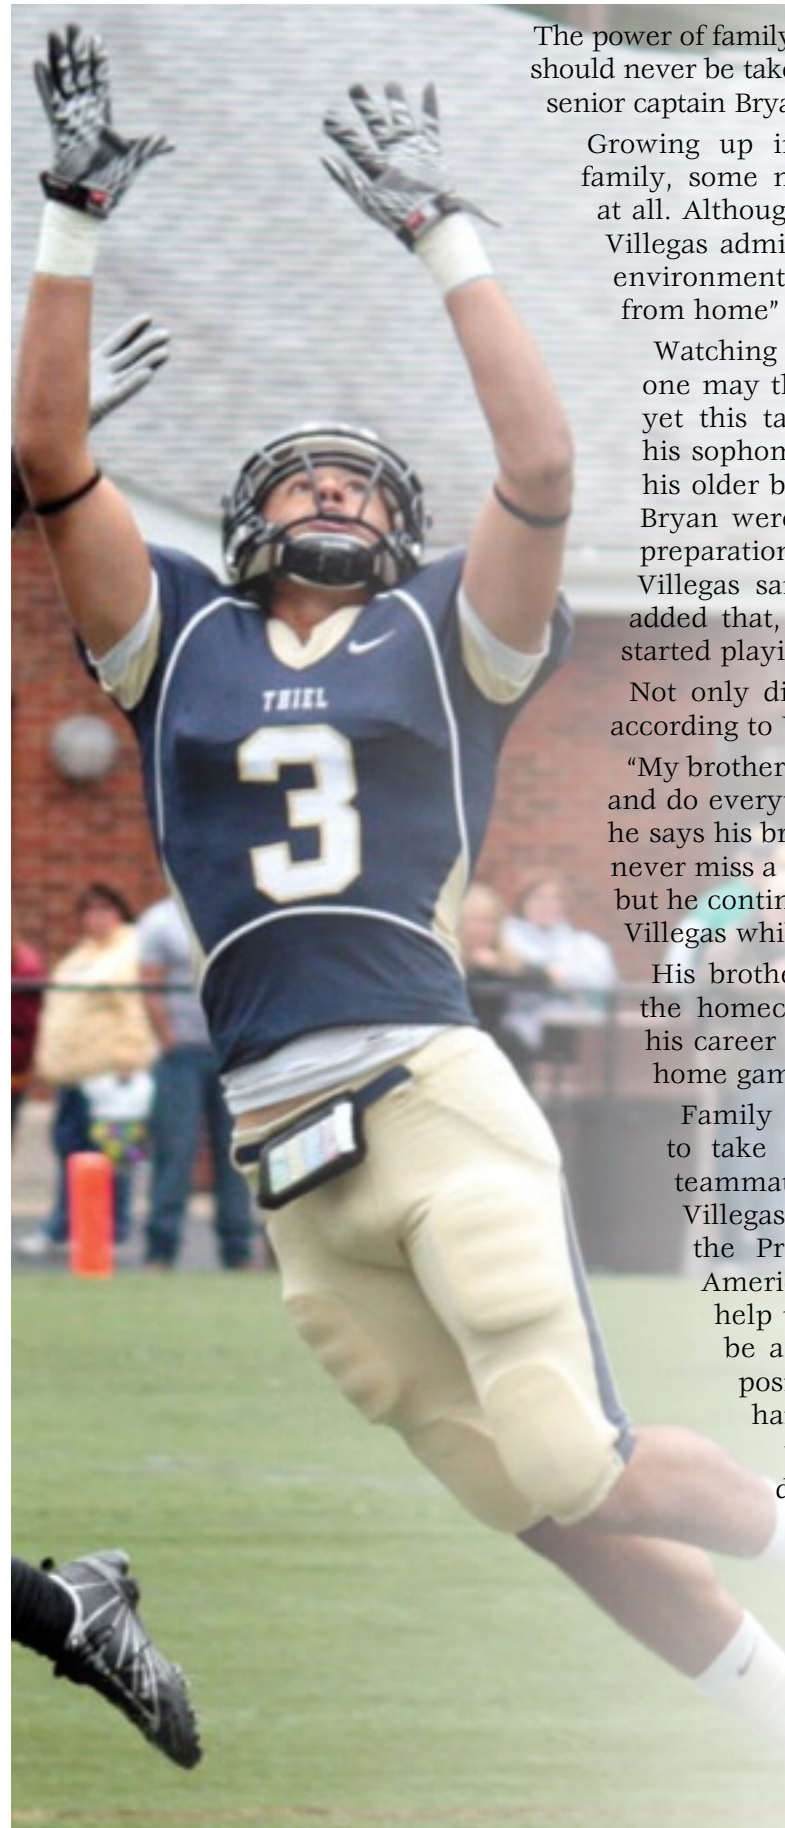 The power of family
should never be take
senior captain Brya
Growing up i
family, some
at all. Althoug
Villegas admi
environment
from home”
Watching
one may th
yet this ta
his sophom
his older b
Bryan were
preparation
Villegas sa
added that,
started playi
Not only di
according to
“My brother
and do every
he says his br
never miss a
but he contin
Villegas whi
His brothe
the homec
his career
home gam
Family
to take
teamma
Villegas
the Pr
Ameri
help
be a
posi
ha
d
THIEL
3